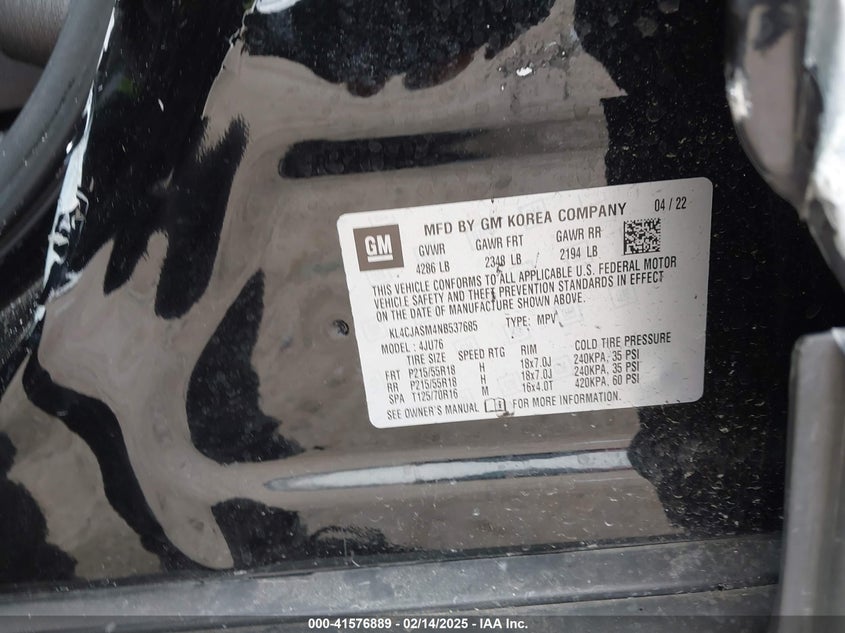 MFD BY GM KOREA COMPANY 04 / 22
GM
GVWR GAWR FRT GAWR RR
4286 LB 2348 LB 2194 LB
THIS VEHICLE CONFORMS TO ALL APPLICABLE U.S. FEDERAL MOTOR
VEHICLE SAFETY AND THEFT PREVENTION STANDARDS IN EFFECT
ON THE DATE OF MANUFACTURE SHOWN ABOVE.
KL4CJASM4NB537685 TYPE: MPV
MODEL : 4JU76
TIRE SIZE SPEED RTG RIM COLD TIRE PRESSURE
FRT P215/55R18 H 18x7.0J 240KPA, 35 PSI
RR P215/55R18 H 18x7.0J 240KPA, 35 PSI
SPA T125/70R16 M 16x4.0T 420KPA, 60 PSI
SEE OWNER'S MANUAL FOR MORE INFORMATION.
000-41576889 - 02/14/2025 - IAA, Inc.